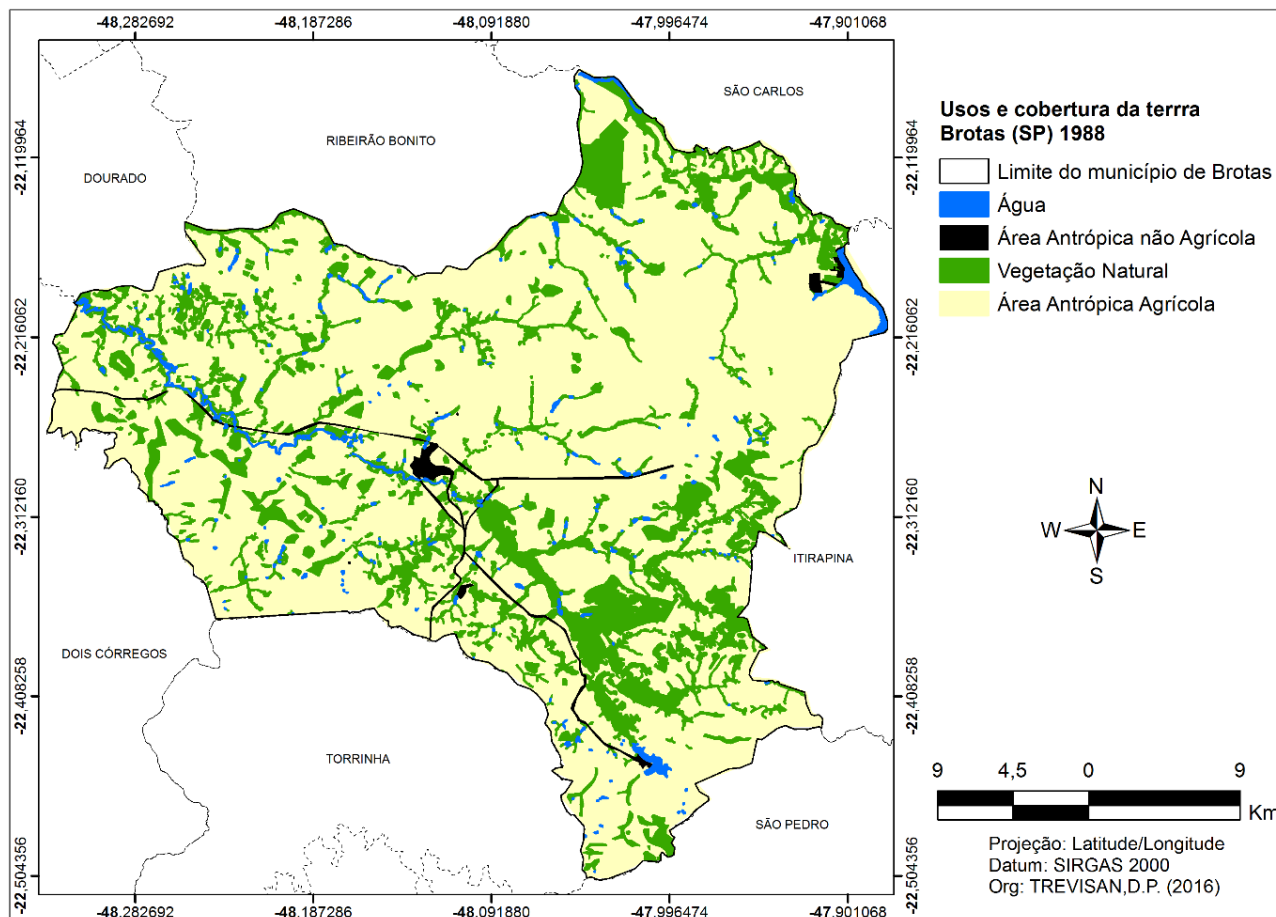 -48,282692 -48,187286 -48,091880 -47,996474 -47,901068
SÃO CARLOS
RIBEIRÃO BONITO
DOURADO
ITIRAPINA
DOIS CÓRREGOS
TORRINHA
SÃO PEDRO
-22,119964
-22,216062
-22,312160
-22,408258
-22,504356
-22,119964
-22,216062
-22,312160
-22,408258
-22,504356
-48,282692 -48,187286 -48,091880 -47,996474 -47,901068
Usos e cobertura da terrra
Brotas (SP) 1988
Limite do município de Brotas
Água
Área Antrópica não Agrícola
Vegetação Natural
Área Antrópica Agrícola
N
W E
S
9 4,5 0 9
Km
Projeção: Latitude/Longitude
Datum: SIRGAS 2000
Org: TREVISAN,D.P. (2016)